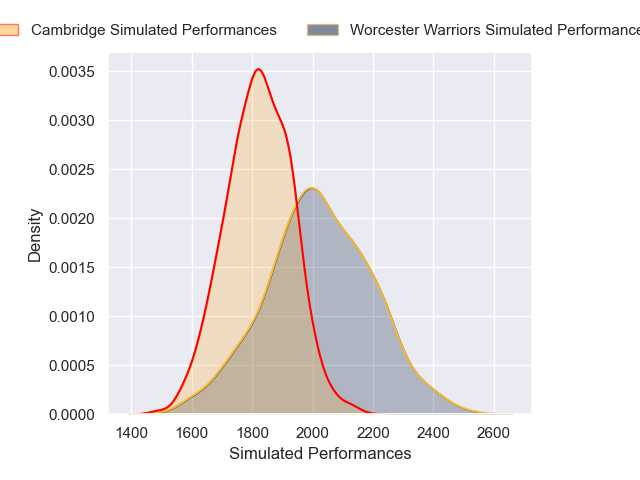 Cambridge Simulated Performances
Worcester Warriors Simulated Performance
0.0035
0.0030
0.0025
0.0020
0.0015
0.0010
0.0005
0.0000
Density
1400 1600 1800 2000 2200 2400 2600
Simulated Performances